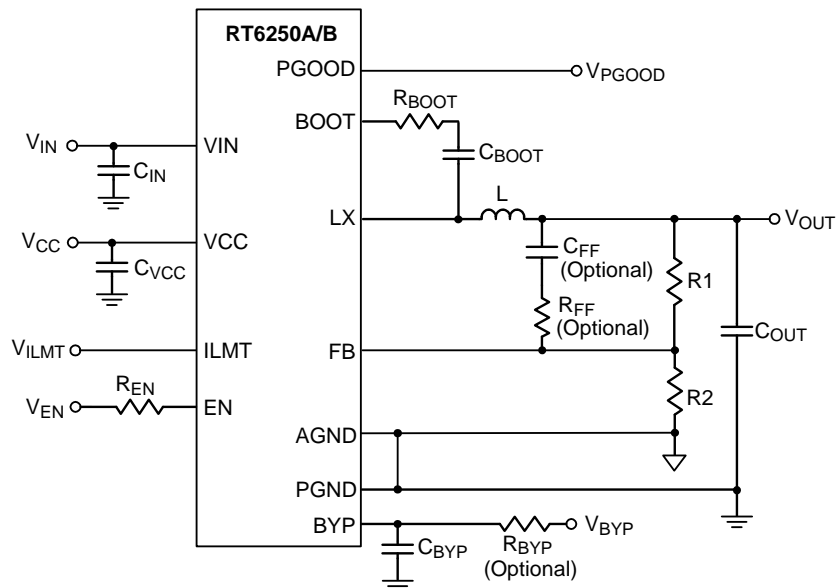 RT6250A/B
PGOOD
VPGOOD
RBOOT
BOOT
CBOOT
VIN
VIN
CIN
L
LX
VOUT
VCC
VCC
CVCC
CFF
(Optional)
R1
RFF
(Optional)
COUT
VILMT
ILMT
FB
REN
VEN
EN
R2
AGND
PGND
BYP
VBYP
CBYP
RBYP
(Optional)